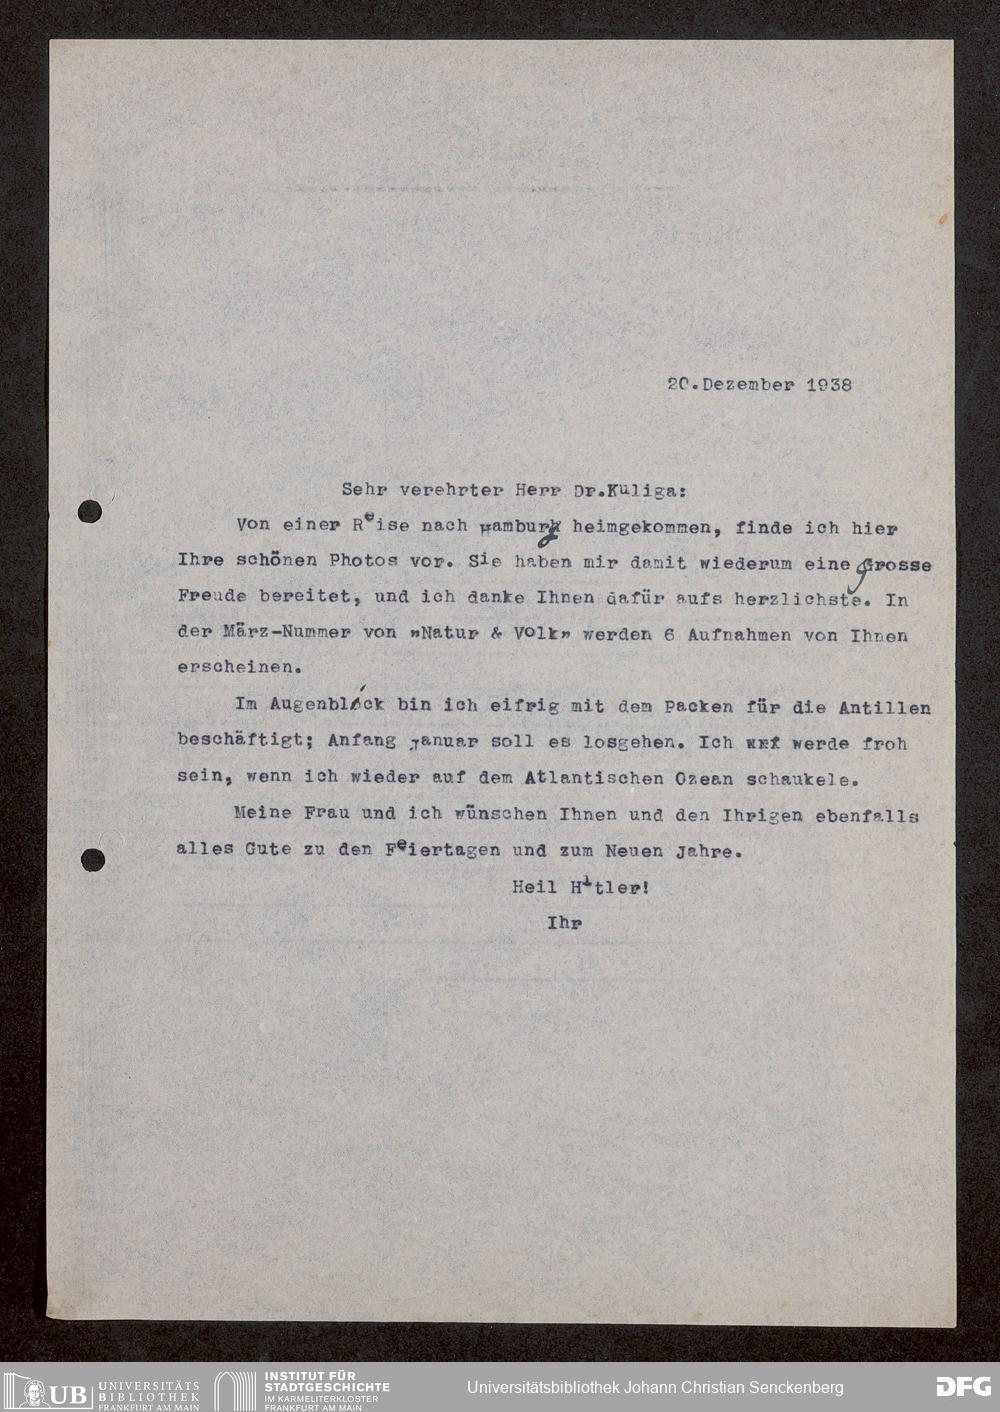 20.Dezember 1938
Sehr verehrter Herr Dr.Kuliga:
Von einer Reise nach Hamburg heimgekommen, finde ich hier
Ihre schönen Photos vor. Sie haben mir damit wiederum eine grosse
Freude bereitet, und ich danke Ihnen dafür aufs herzlichste. In
der März-Nummer von "Natur & Volk" werden 6 Aufnahmen von Ihnen
erscheinen.
Im Augenblick bin ich eifrig mit dem Packen für die Antillen
beschäftigt; Anfang Januar soll es losgehen. Ich werde froh
sein, wenn ich wieder auf dem Atlantischen Ozean schaukele.
Meine Frau und ich wünschen Ihnen und den Ihrigen ebenfalls
alles Gute zu den Feiertagen und zum Neuen Jahre.
Heil Hitler!
Ihr
UB UNIVERSITÄTS
BIBLIOTHEK
FRANKFURT AM MAIN
INSTITUT FÜR
STADTGESCHICHTE
IM KARMELITERKLOSTER
FRANKFURT AM MAIN
Universitätsbibliothek Johann Christian Senckenberg
DFG